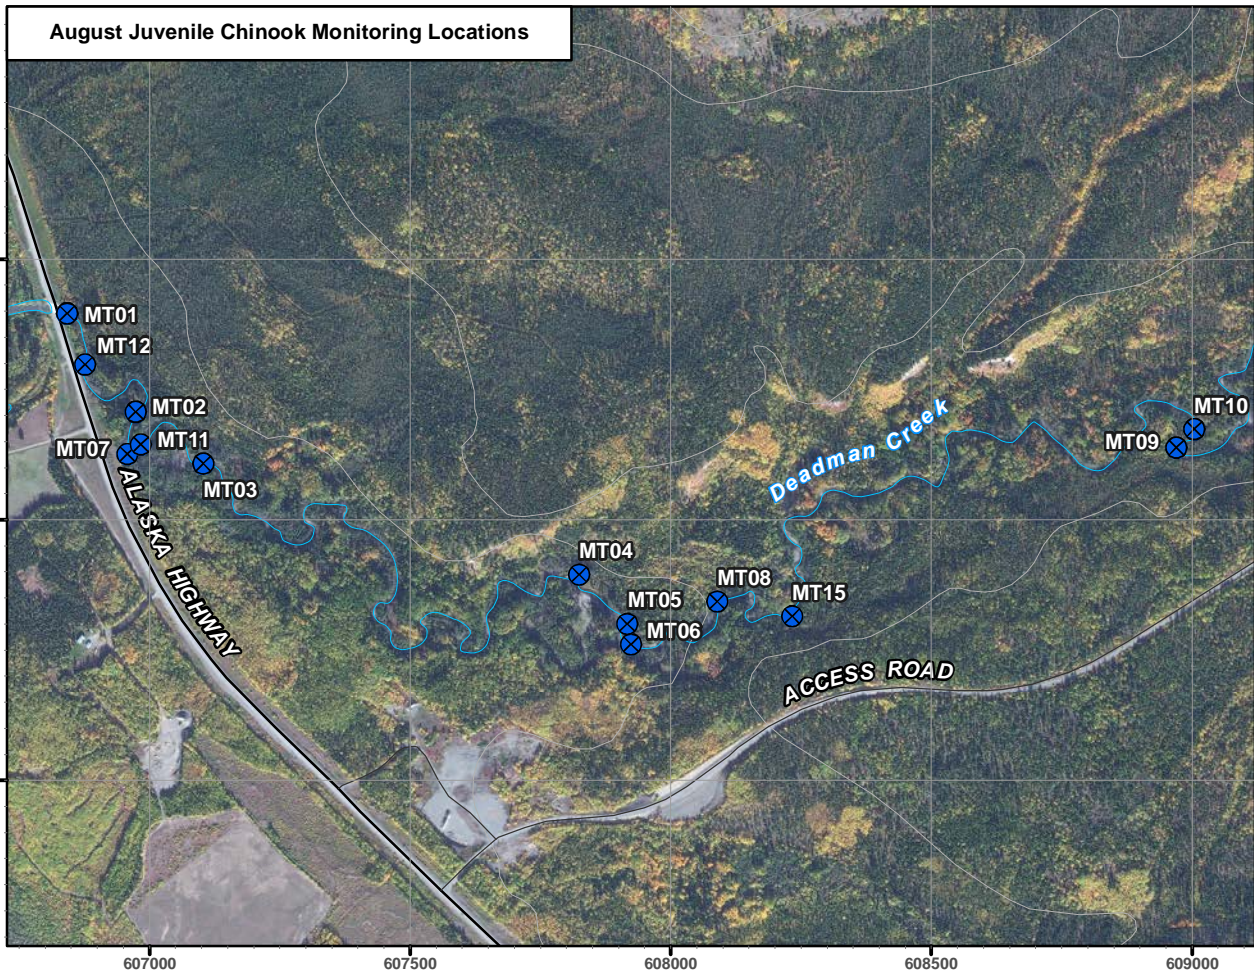 August Juvenile Chinook Monitoring Locations
MT01
MT12
MT02
MT11
MT07
MT03
ALASKA HIGHWAY
MT04
MT05
MT06
MT08
MT15
Deadman Creek
MT10
MT09
ACCESS ROAD
607000
607500
608000
608500
609000